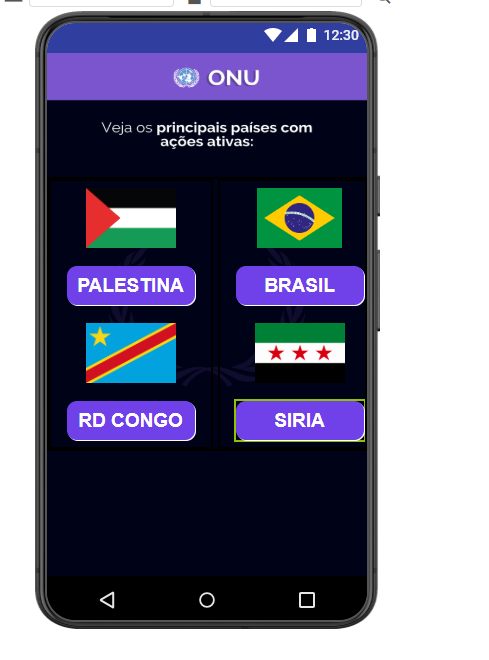 12:30
ONU
Veja os principais países com
ações ativas:
PALESTINA
BRASIL
RD CONGO
SIRIA